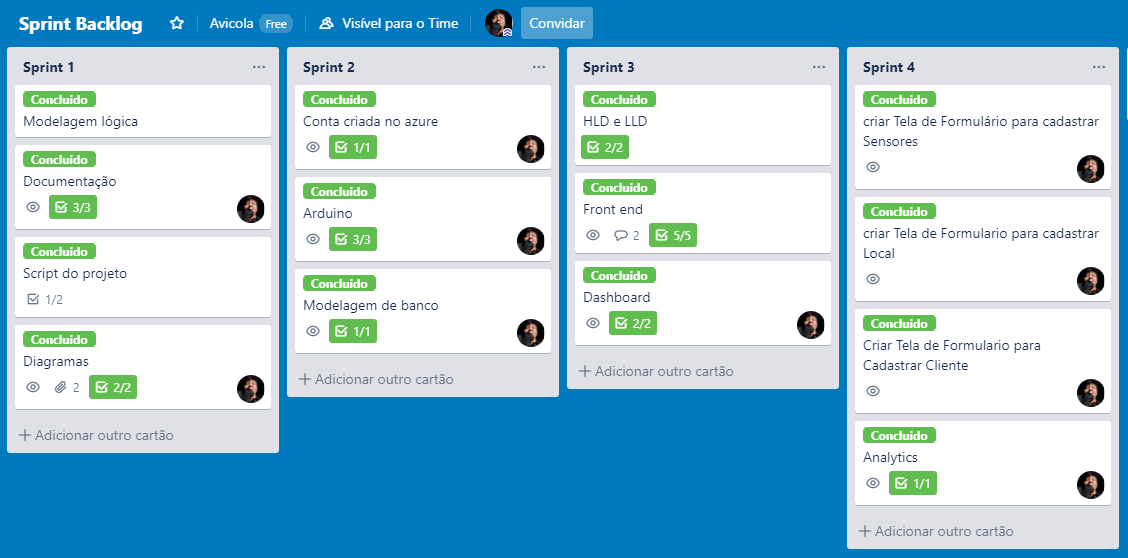 Sprint Backlog
Avicola Free
Visível para o Time
Convidar
Sprint 1
Concluido
Modelagem lógica
Concluido
Documentação
3/3
Concluido
Script do projeto
1/2
Concluido
Diagramas
2 2/2
+ Adicionar outro cartão
Sprint 2
Concluido
Conta criada no azure
1/1
Concluido
Arduino
3/3
Concluido
Modelagem de banco
1/1
+ Adicionar outro cartão
Sprint 3
Concluido
HLD e LLD
2/2
Concluido
Front end
2 5/5
Concluido
Dashboard
2/2
+ Adicionar outro cartão
Sprint 4
Concluido
criar Tela de Formulário para cadastrar
Sensores
Concluido
criar Tela de Formulario para cadastrar
Local
Concluido
Criar Tela de Formulario para
Cadastrar Cliente
Concluido
Analytics
1/1
+ Adicionar outro cartão